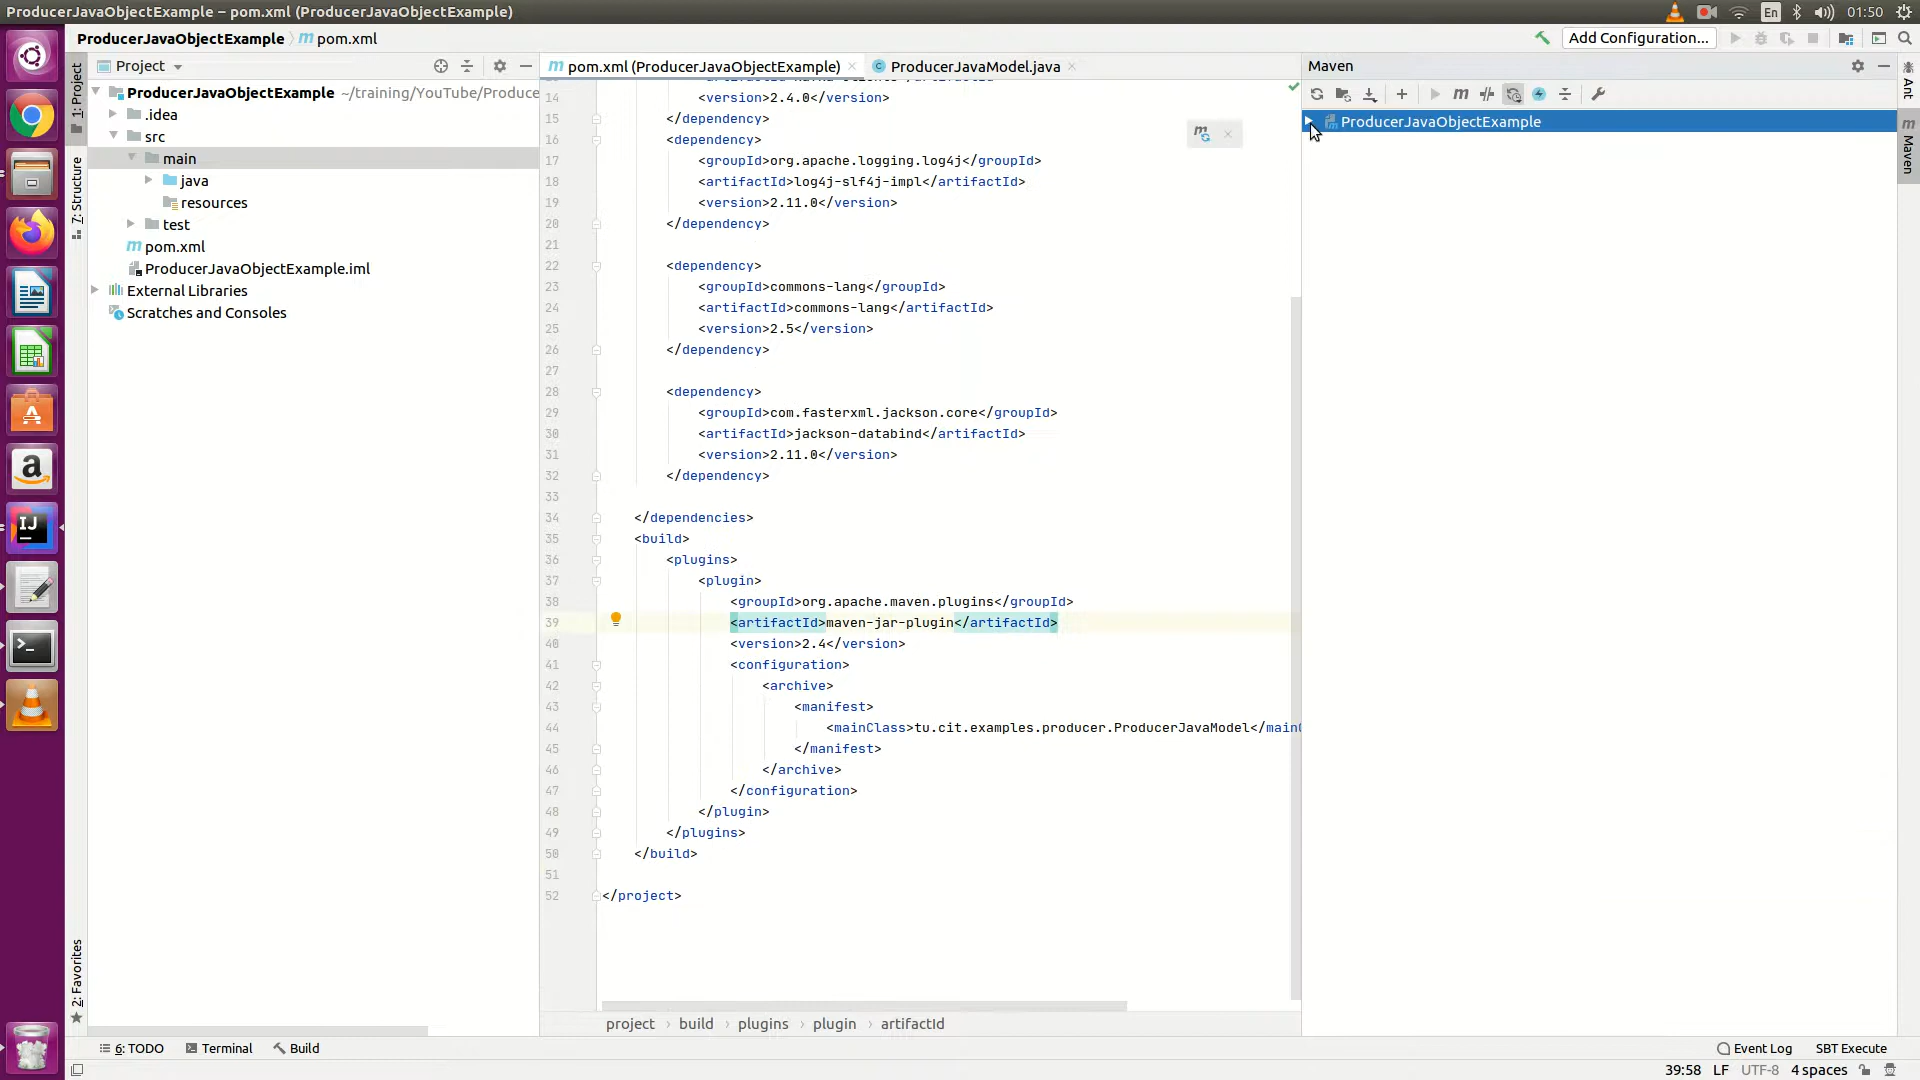 ProducerJavaObjectExample – pom.xml (ProducerJavaObjectExample)
En
01:50
ProducerJavaObjectExample
pom.xml
Add Configuration...
Project
pom.xml (ProducerJavaObjectExample)
ProducerJavaModel.java
Maven
1: Project
7: Structure
2: Favorites
Ant
Maven
ProducerJavaObjectExample ~/training/YouTube/Produce
.idea
src
main
java
resources
test
pom.xml
ProducerJavaObjectExample.iml
External Libraries
Scratches and Consoles
ProducerJavaObjectExample
14 <version>2.4.0</version>
15 </dependency>
16 <dependency>
17 <groupId>org.apache.logging.log4j</groupId>
18 <artifactId>log4j-slf4j-impl</artifactId>
19 <version>2.11.0</version>
20 </dependency>
21
22 <dependency>
23 <groupId>commons-lang</groupId>
24 <artifactId>commons-lang</artifactId>
25 <version>2.5</version>
26 </dependency>
27
28 <dependency>
29 <groupId>com.fasterxml.jackson.core</groupId>
30 <artifactId>jackson-databind</artifactId>
31 <version>2.11.0</version>
32 </dependency>
33
34 </dependencies>
35 <build>
36 <plugins>
37 <plugin>
38 <groupId>org.apache.maven.plugins</groupId>
39 <artifactId>maven-jar-plugin</artifactId>
40 <version>2.4</version>
41 <configuration>
42 <archive>
43 <manifest>
44 <mainClass>tu.cit.examples.producer.ProducerJavaModel</main
45 </manifest>
46 </archive>
47 </configuration>
48 </plugin>
49 </plugins>
50 </build>
51
52 </project>
project › build › plugins › plugin › artifactId
6: TODO
Terminal
Build
Event Log
SBT Execute
39:58 LF UTF-8 4 spaces